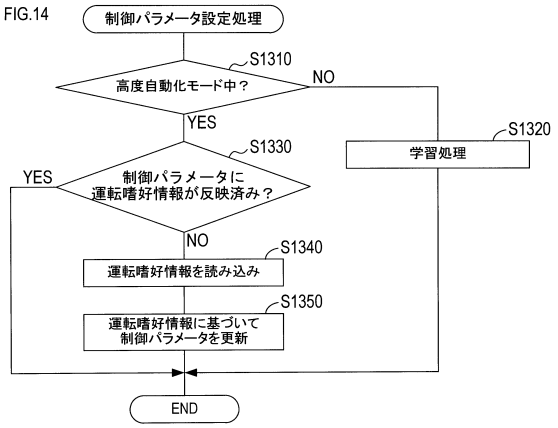 FIG.14
制御パラメータ設定処理
S1310
高度自動化モード中？
NO
YES
S1320
学習処理
S1330
YES
制御パラメータに
運転嗜好情報が反映済み？
NO
S1340
運転嗜好情報を読み込み
S1350
運転嗜好情報に基づいて
制御パラメータを更新
END